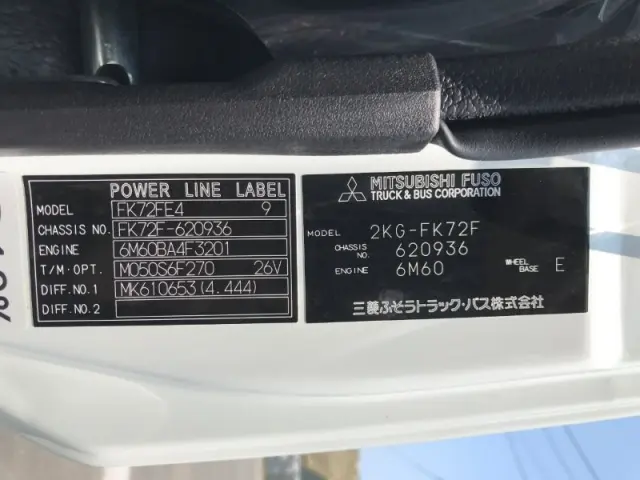 POWER LINE LABEL
MODEL FK72FE4 9
CHASSIS NO. FK72F-620936
ENGINE 6M60BA4F3201
T/M·OPT. M050S6F270 26V
DIFF.NO.1 MK610653(4.444)
DIFF.NO.2
MITSUBISHI FUSO
TRUCK & BUS CORPORATION
MODEL 2KG-FK72F
CHASSIS NO. 620936
ENGINE 6M60 WHEEL BASE E
三菱ふそうトラック・バス株式会社